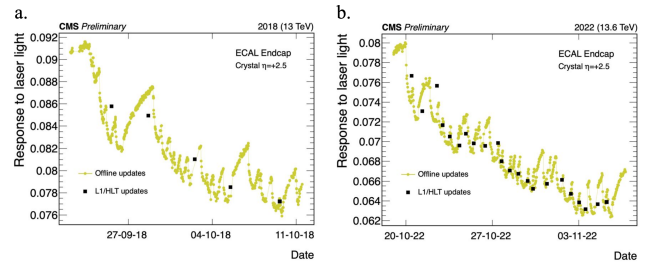 a.
CMS Preliminary 2018 (13 TeV)
0.092
0.09
0.088
0.086
0.084
0.082
0.08
0.078
0.076
Response to laser light
ECAL Endcap
Crystal η=+2.5
Offline updates
L1/HLT updates
27-09-18 04-10-18 11-10-18
Date
b.
CMS Preliminary 2022 (13.6 TeV)
0.08
0.078
0.076
0.074
0.072
0.07
0.068
0.066
0.064
0.062
Response to laser light
ECAL Endcap
Crystal η=+2.5
Offline updates
L1/HLT updates
20-10-22 27-10-22 03-11-22
Date